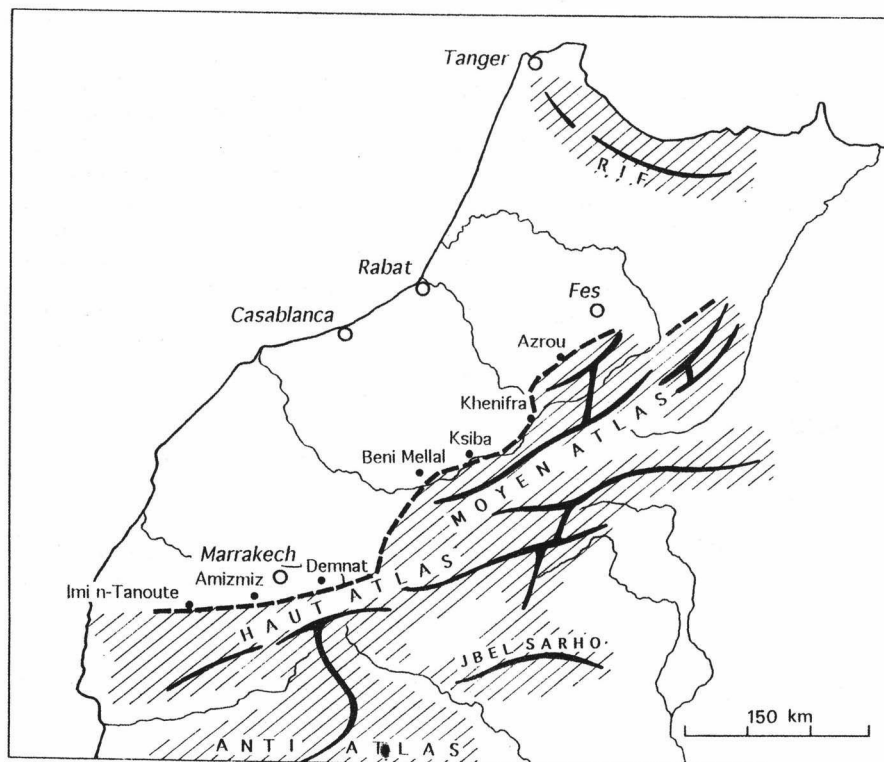 Tanger
RIF
Rabat
Fes
Casablanca
Azrou
Khenifra
Ksiba
Beni Mellal
MOYEN ATLAS
Marrakech
Demnat
Amizmiz
Imi n-Tanoute
HAUT ATLAS
JBEL SARHO
150 km
ANTI ATLAS